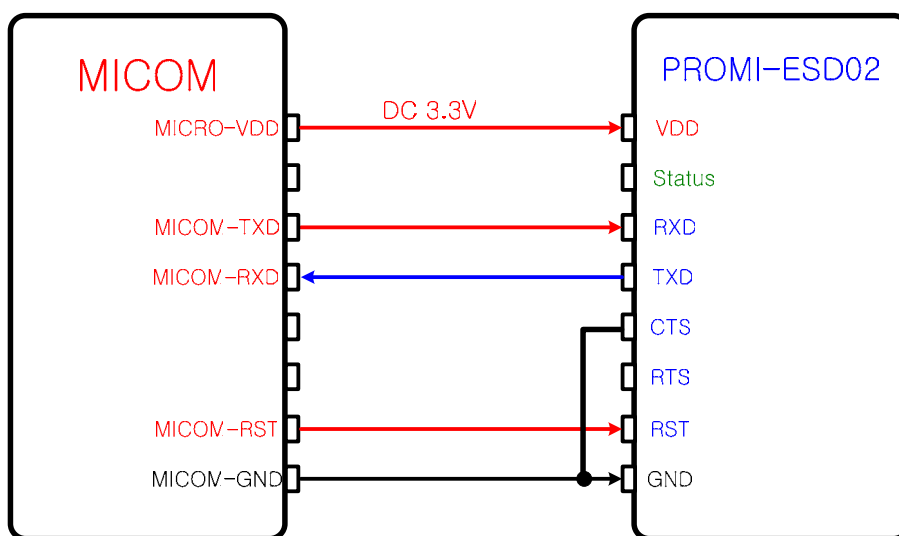 MICOM
PROMI-ESD02
DC 3.3V
MICRO-VDD
VDD
Status
MICOM-TXD
RXD
MICOM-RXD
TXD
CTS
RTS
MICOM-RST
RST
MICOM-GND
GND